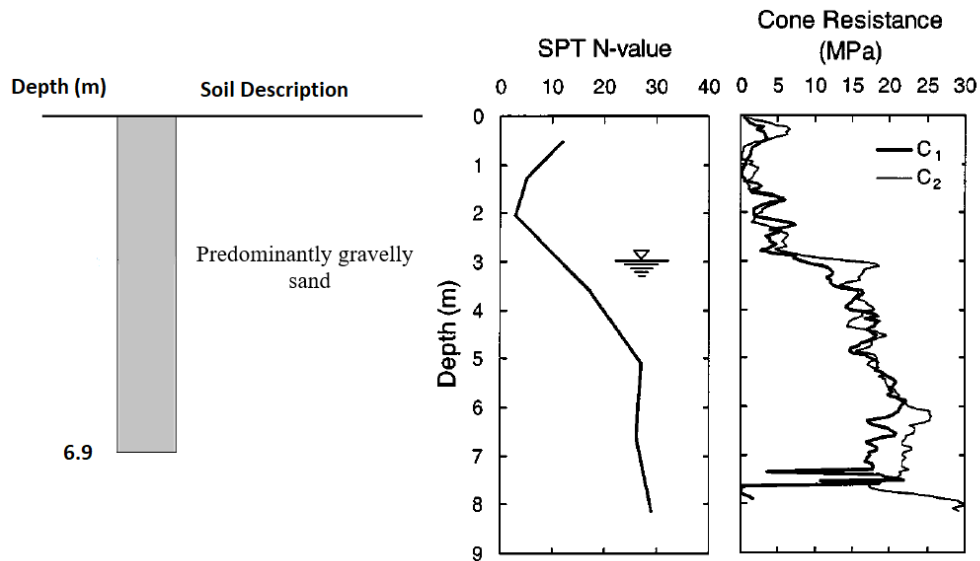 Depth (m)
Soil Description
Predominantly gravelly
sand
6.9
SPT N-value
0 10 20 30 40
Depth (m)
0
1
2
3
4
5
6
7
8
9
Cone Resistance
(MPa)
0 5 10 15 20 25 30
C1
C2